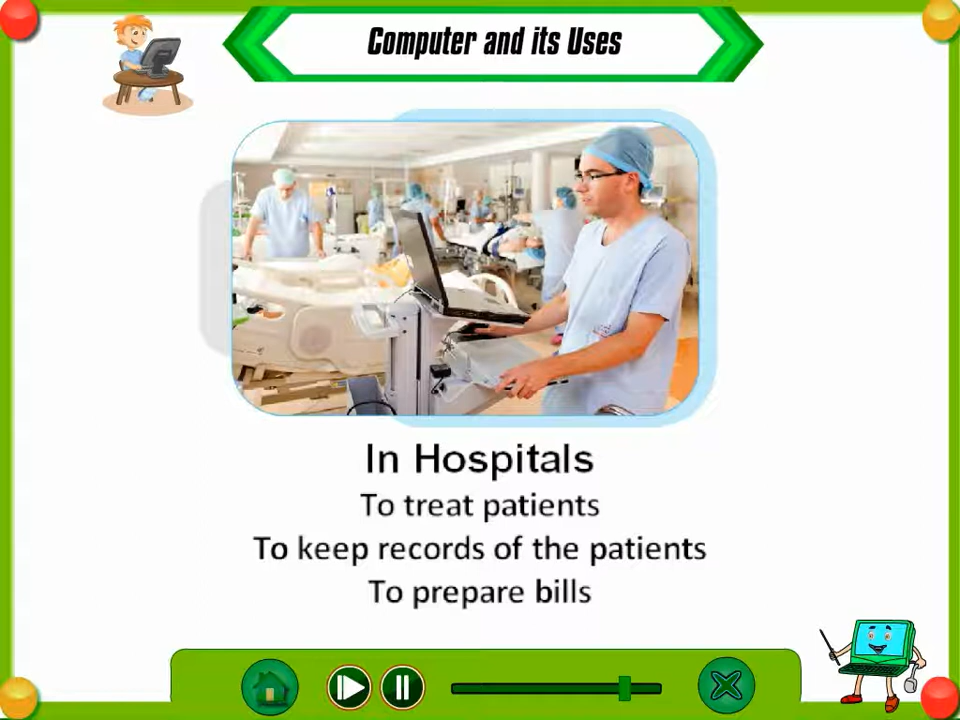 Computer and its Uses
In Hospitals
To treat patients
To keep records of the patients
To prepare bills